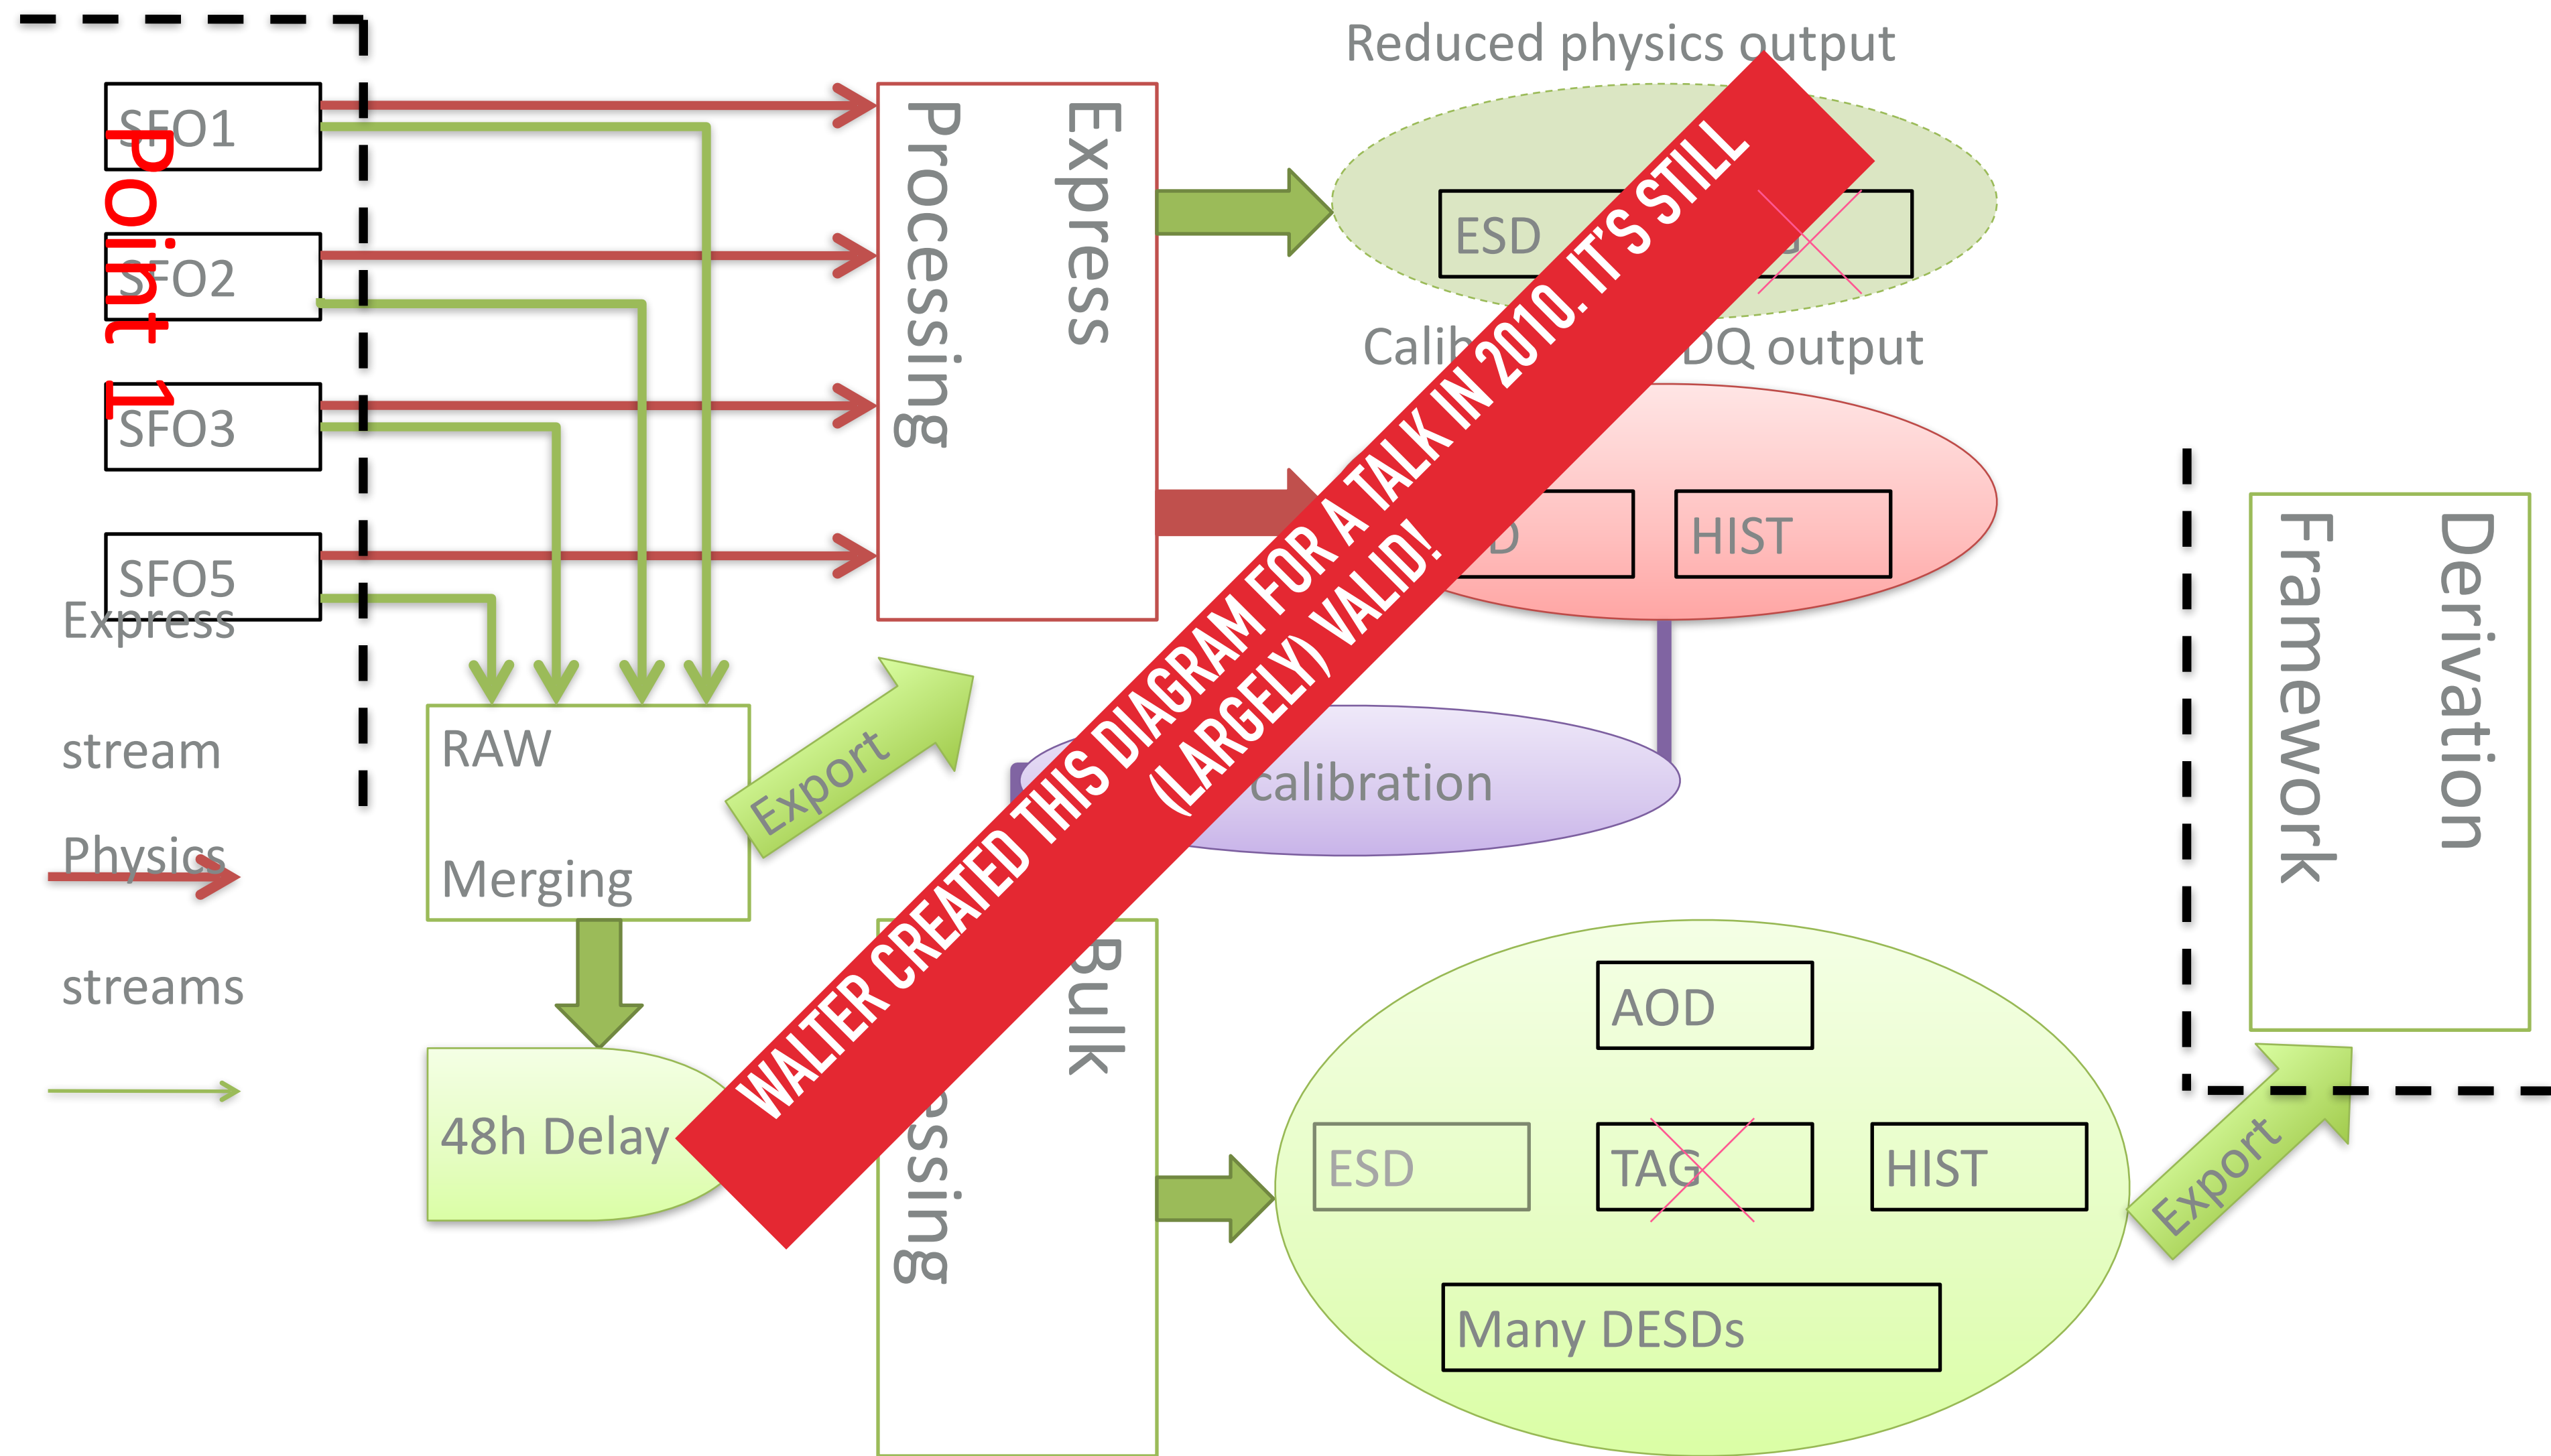 Point 1
SFO1
SFO2
SFO3
SFO5
Express
stream
Physics
streams
Express
Processing
Reduced physics output
ESD
DQ output
HIST
RAW
Merging
Export
calibration
48h Delay
Bulk
AOD
ESD
TAG
HIST
Many DESDs
Export
Derivation
Framework
WALTER CREATED THIS DIAGRAM FOR A TALK IN 2010. IT'S STILL
(LARGELY) VALID!